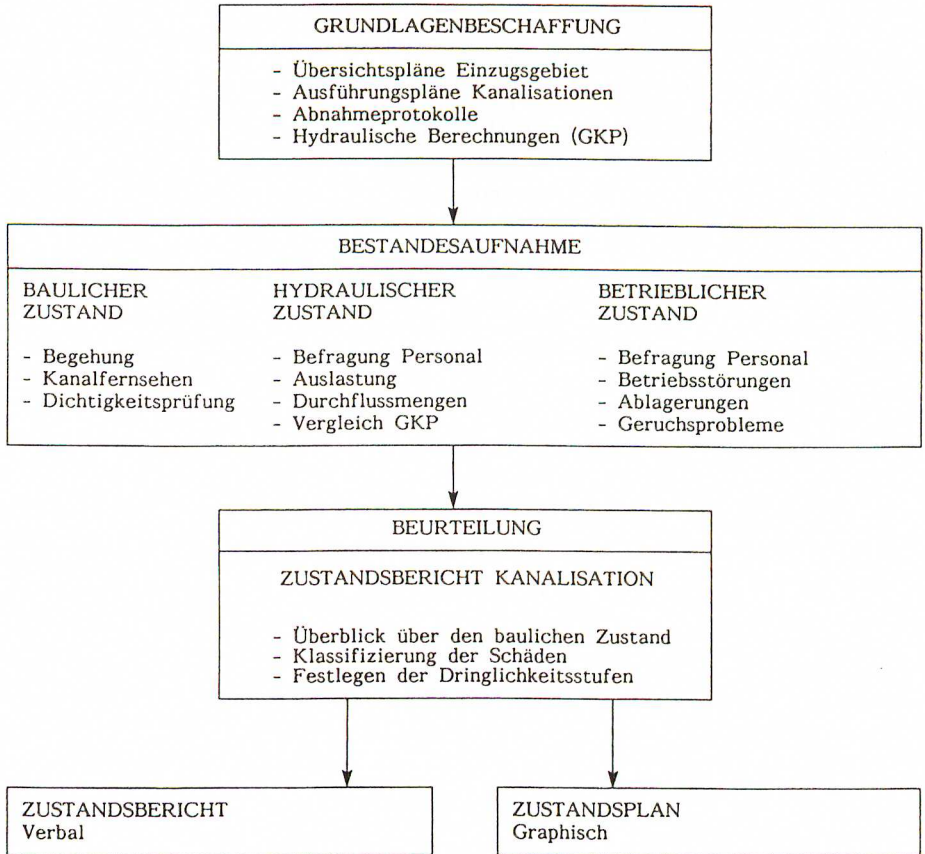 GRUNDLAGENBESCHAFFUNG
- Übersichtspläne Einzugsgebiet
- Ausführungspläne Kanalisationen
- Abnahmeprotokolle
- Hydraulische Berechnungen (GKP)
BESTANDESAUFNAHME
BAULICHER
ZUSTAND
- Begehung
- Kanalfernsehen
- Dichtigkeitsprüfung
HYDRAULISCHER
ZUSTAND
- Befragung Personal
- Auslastung
- Durchflussmengen
- Vergleich GKP
BETRIEBLICHER
ZUSTAND
- Befragung Personal
- Betriebsstörungen
- Ablagerungen
- Geruchsprobleme
BEURTEILUNG
ZUSTANDSBERICHT KANALISATION
- Überblick über den baulichen Zustand
- Klassifizierung der Schäden
- Festlegen der Dringlichkeitsstufen
ZUSTANDSBERICHT
Verbal
ZUSTANDSPLAN
Graphisch